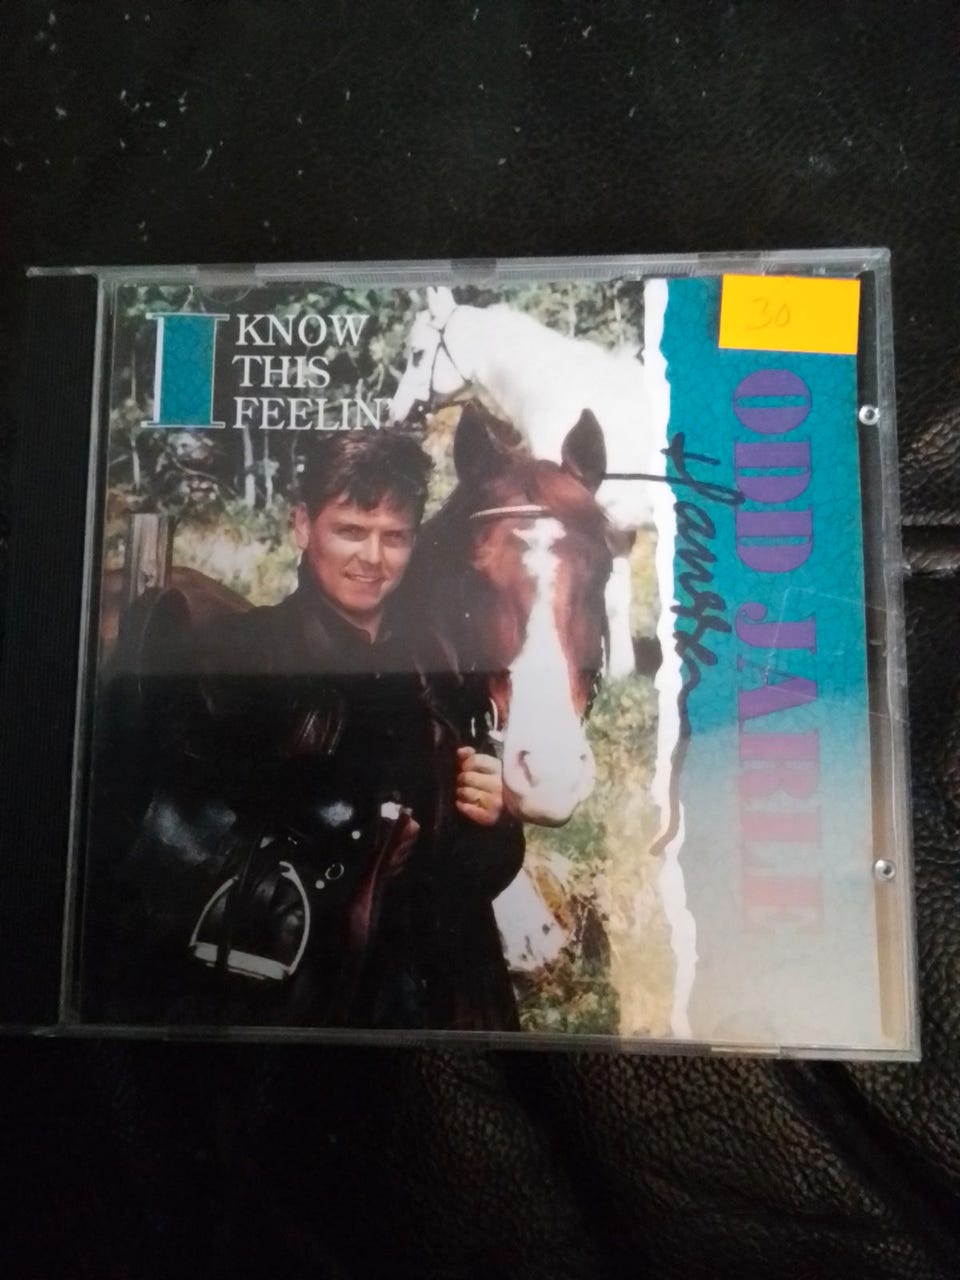 I KNOW
THIS
FEELIN'
30
ODD JARLE
Hansen